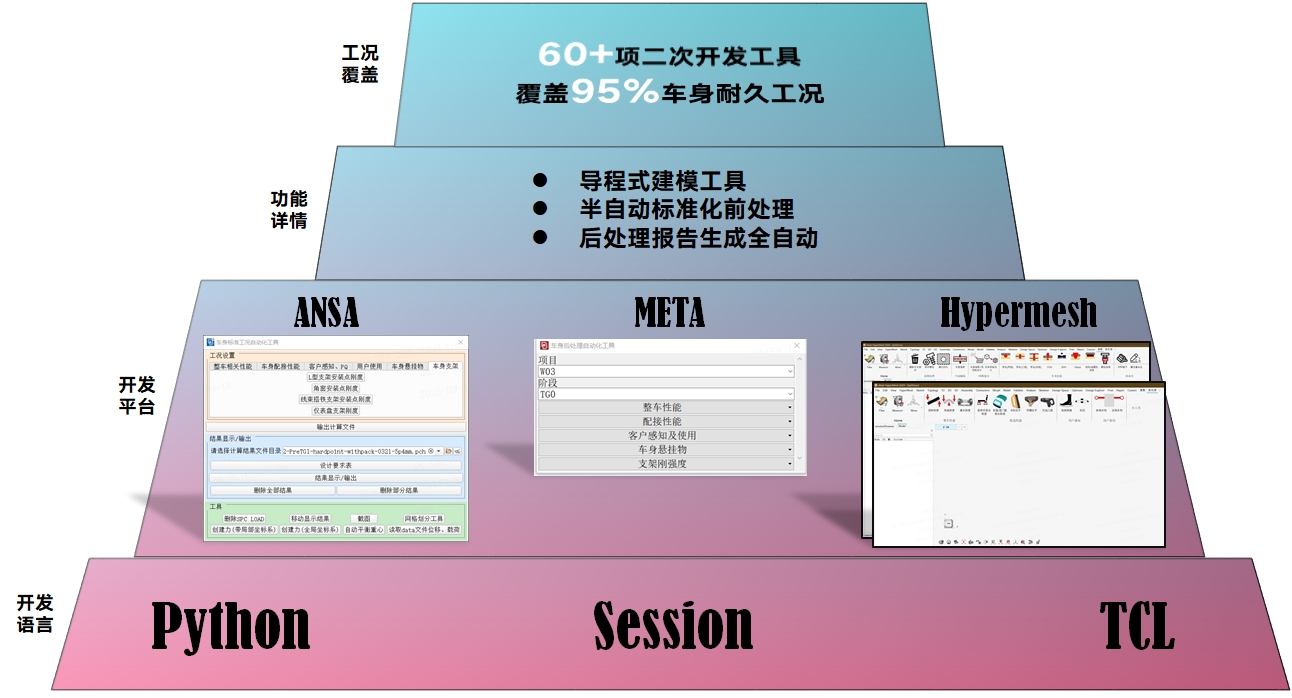 工况
覆盖
60+项二次开发工具
覆盖95%车身耐久工况
功能
详情
● 导程式建模工具
● 半自动标准化前处理
● 后处理报告生成全自动
开发
平台
ANSA
车身标准工况自动化工具
工况设置
整车相关性能 车身配接性能 客户感知、PQ 用户使用 车身悬挂物 车身支架
L型支架安装点刚度
角窗安装点刚度
线束搭铁支架安装点刚度
仪表盘支架刚度
输出计算文件
结果显示/输出
请选择计算结果文件目录 2-PreTG1-hardpoint-withpack-0321-5p4mm.pch
设计要求表
结果显示/输出
删除全部结果 删除部分结果
工具
删除SPC LOAD 移动显示结果 截图 网格划分工具
创建力(带局部坐标系) 创建力(全局坐标系) 自动平衡重心 读取data文件位移、载荷
META
车身后处理自动化工具
项目
W03
阶段
TG0
整车性能
配接性能
客户感知及使用
车身悬挂物
支架刚强度
Hypermesh
开发
语言
Python
Session
TCL